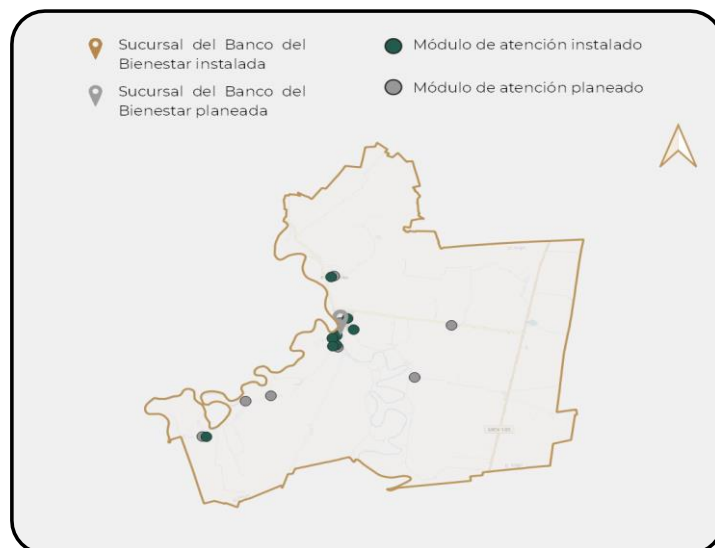 Sucursal del Banco del
Bienestar instalada
Módulo de atención instalado
Sucursal del Banco del
Bienestar planeada
Módulo de atención planeado